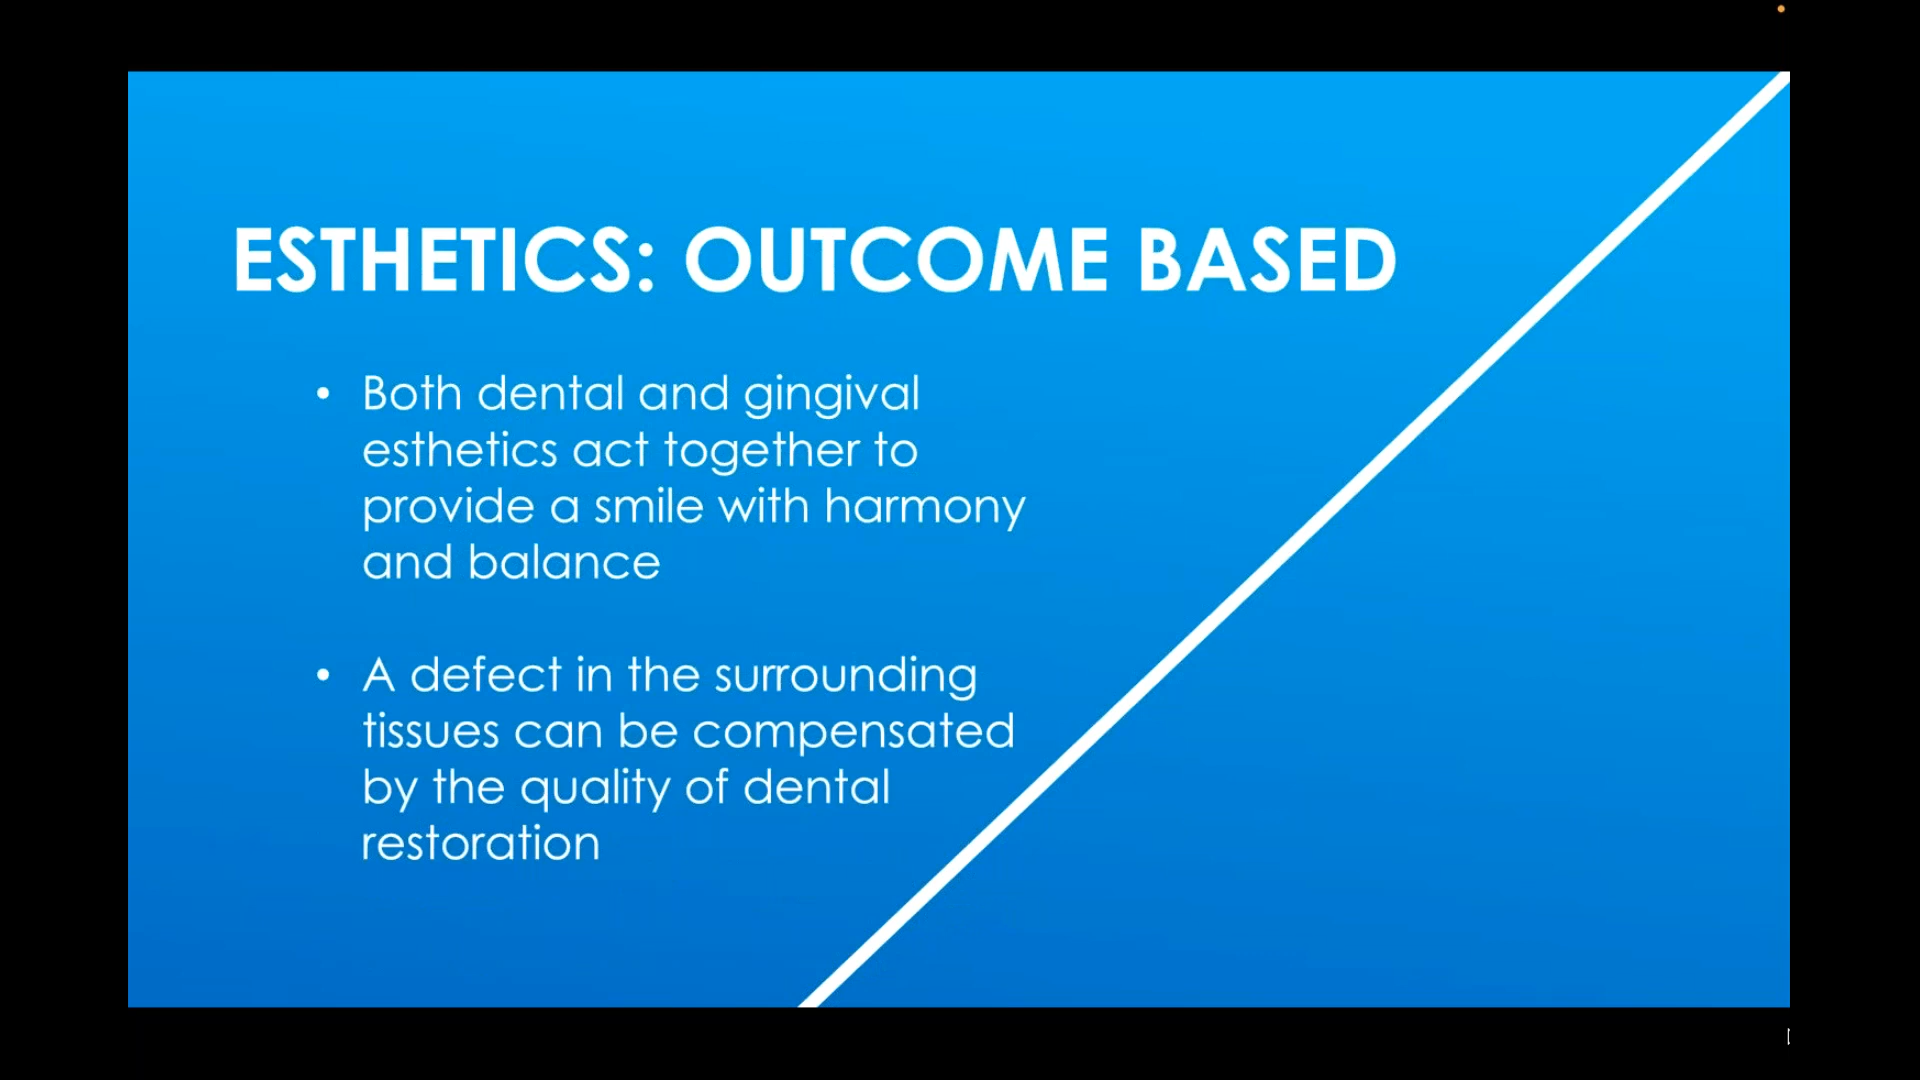 ESTHETICS: OUTCOME BASED
• Both dental and gingival
esthetics act together to
provide a smile with harmony
and balance
• A defect in the surrounding
tissues can be compensated
by the quality of dental
restoration